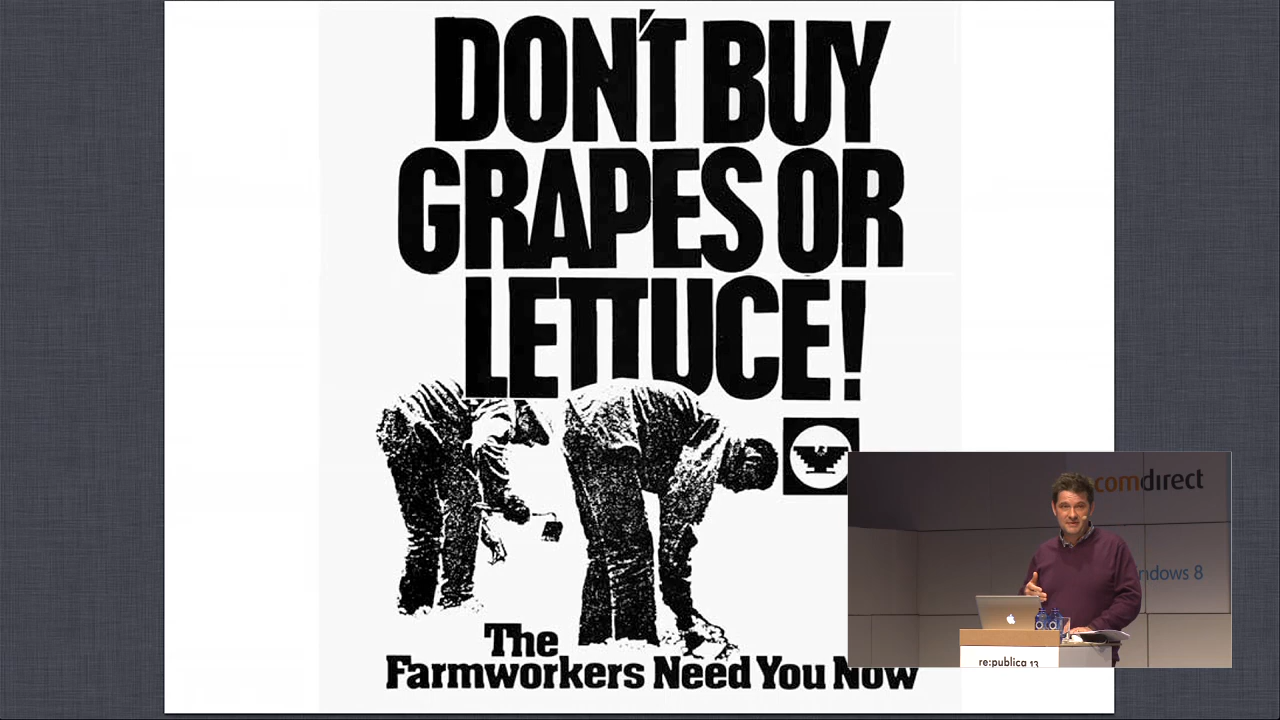 DON'T BUY
GRAPES OR
LETTUCE!
The
Farmworkers Need You Now
comdirect
ndows 8
re:publica 13